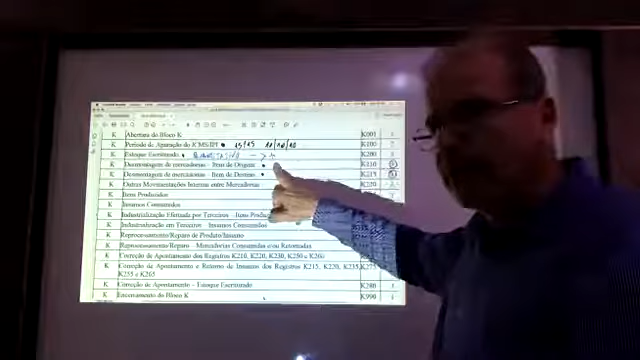 K Abertura do Bloco K K001
K Período de Apuração do ICMS/IPI K100
K Estoque Escriturado K200
K Desmontagem de mercadorias – Item de Origem K210
K Desmontagem de mercadorias – Item de Destino K215
K Outras Movimentações Internas entre Mercadorias K220
K Itens Produzidos
K Insumos Consumidos
K Industrialização Efetuada por Terceiros – Itens
K Industrialização em Terceiros – Insumos Consumidos
K Reprocessamento/Reparo de Produto/Insumo
K Reprocessamento/Reparo – Mercadorias Consumidas e/ou Retornadas
K Correção de Apontamento dos Registros K210, K220, K230, K250 e K260
K Correção de Apontamento e Retorno de Insumos dos Registros K215, K220, K235, K275
K255 e K265
K Correção de Apontamento – Estoque Escriturado K280
K Encerramento do Bloco K K990